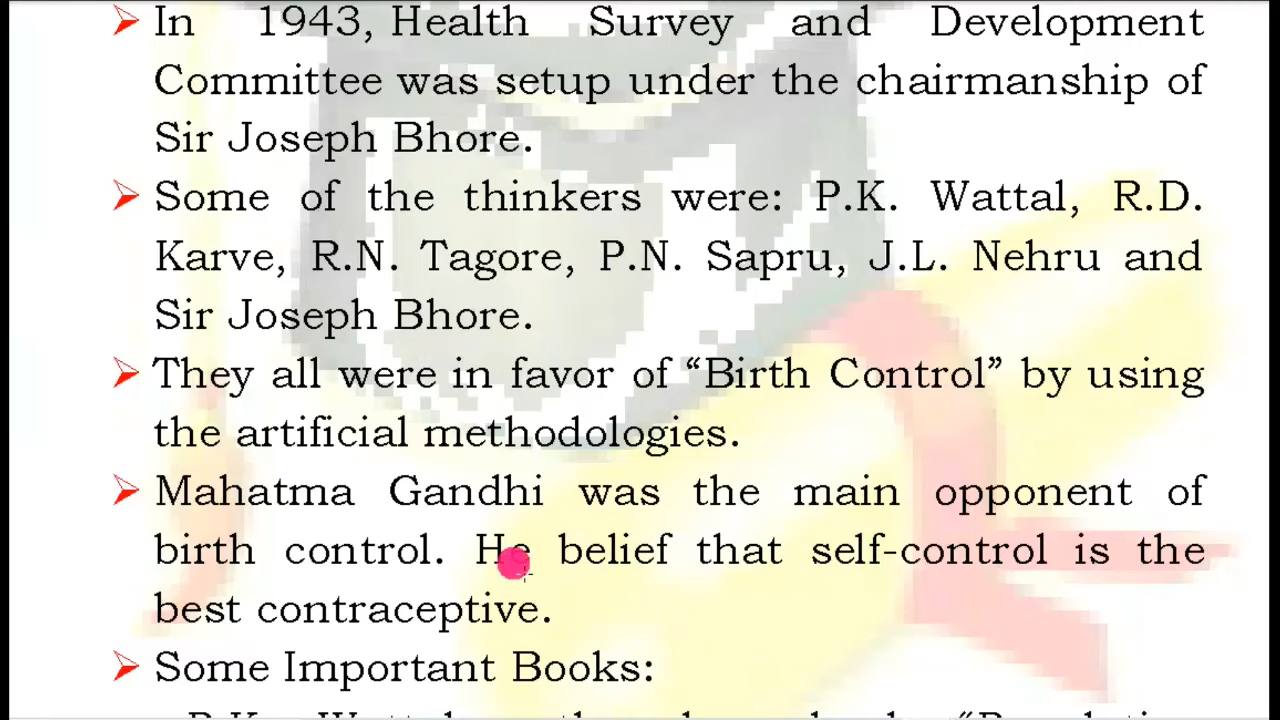 In 1943, Health Survey and Development
Committee was setup under the chairmanship of
Sir Joseph Bhore.
Some of the thinkers were: P.K. Wattal, R.D.
Karve, R.N. Tagore, P.N. Sapru, J.L. Nehru and
Sir Joseph Bhore.
They all were in favor of “Birth Control” by using
the artificial methodologies.
Mahatma Gandhi was the main opponent of
birth control. He belief that self-control is the
best contraceptive.
Some Important Books: